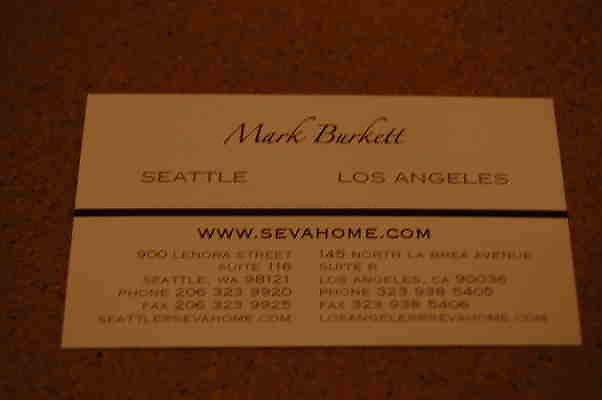 Mark Burkett
SEATTLE LOS ANGELES
WWW.SEVAHOME.COM
900 LENORA STREET
SUITE 116
SEATTLE, WA 98121
PHONE 206 323 9920
FAX 206 323 9925
SEATTLE@SEVAHOME.COM
145 NORTH LA BREA AVENUE
SUITE
LOS ANGELES, CA 90036
PHONE 323 938 5405
FAX 323 938 5406
LOSANGELES@SEVAHOME.COM